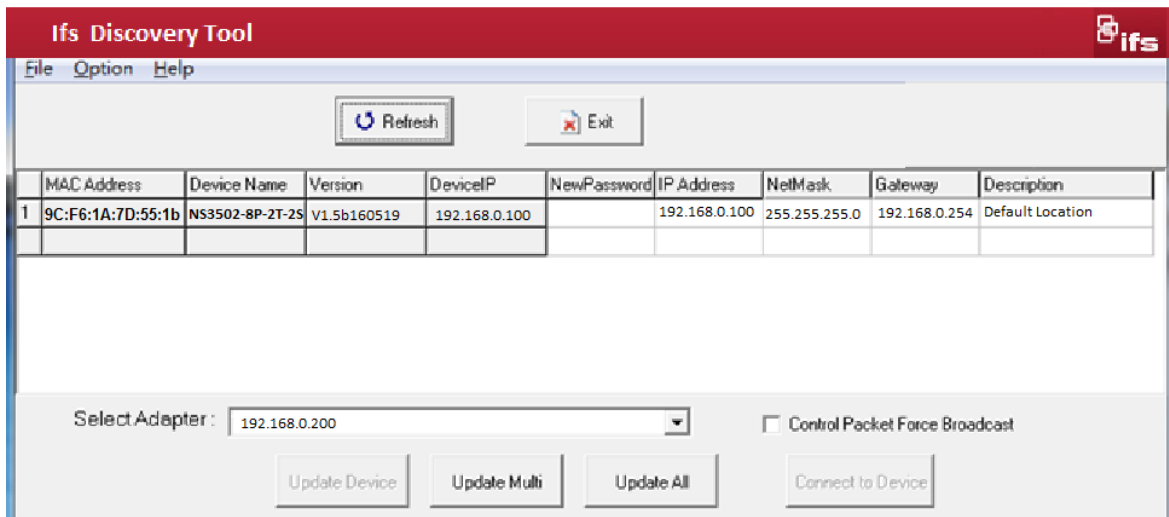 Ifs Discovery Tool
ifs
File Option Help
Refresh Exit
MAC Address Device Name Version DeviceIP NewPassword IP Address NetMask Gateway Description
1 9C:F6:1A:7D:55:1b NS3502-8P-2T-2S V1.5b160519 192.168.0.100 192.168.0.100 255.255.255.0 192.168.0.254 Default Location
Select Adapter : 192.168.0.200 Control Packet Force Broadcast
Update Device Update Multi Update All Connect to Device